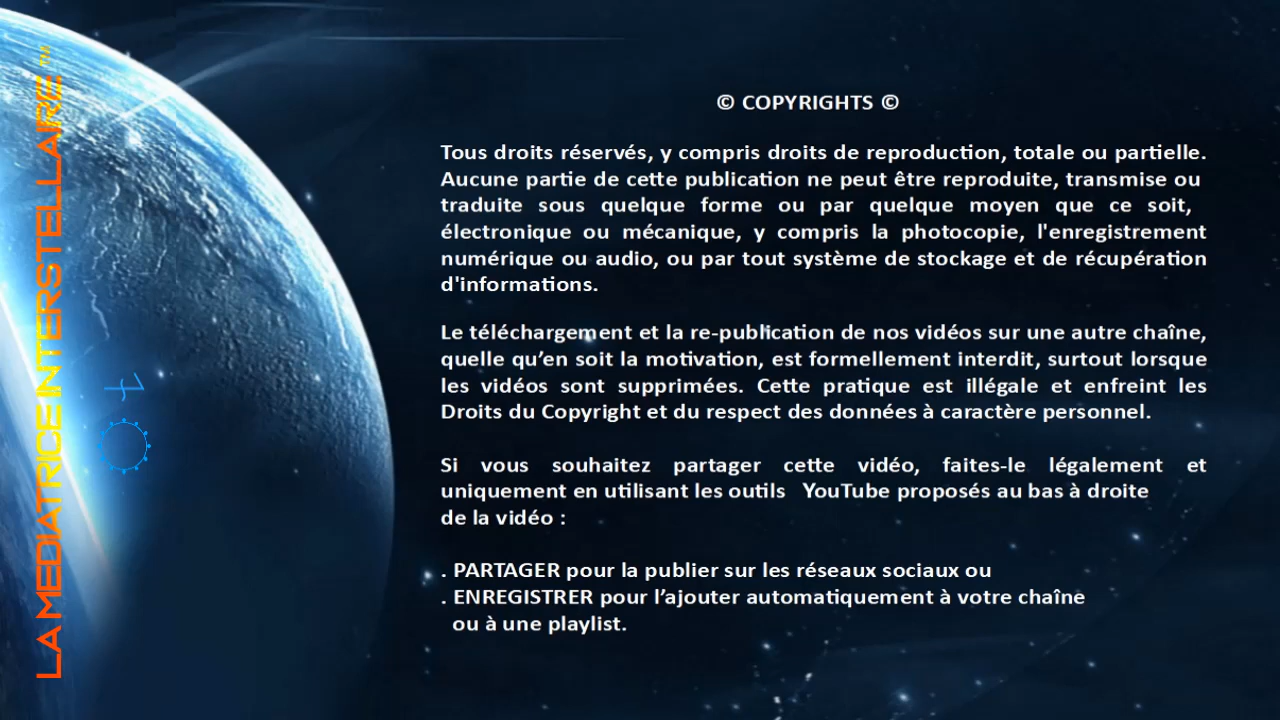 LA MEDIATRICE INTERSTELLAIRE™
© COPYRIGHTS ©
Tous droits réservés, y compris droits de reproduction, totale ou partielle.
Aucune partie de cette publication ne peut être reproduite, transmise ou
traduite sous quelque forme ou par quelque moyen que ce soit,
électronique ou mécanique, y compris la photocopie, l'enregistrement
numérique ou audio, ou par tout système de stockage et de récupération
d'informations.
Le téléchargement et la re-publication de nos vidéos sur une autre chaîne,
quelle qu’en soit la motivation, est formellement interdit, surtout lorsque
les vidéos sont supprimées. Cette pratique est illégale et enfreint les
Droits du Copyright et du respect des données à caractère personnel.
Si vous souhaitez partager cette vidéo, faites-le légalement et
uniquement en utilisant les outils YouTube proposés au bas à droite
de la vidéo :
. PARTAGER pour la publier sur les réseaux sociaux ou
. ENREGISTRER pour l’ajouter automatiquement à votre chaîne
ou à une playlist.